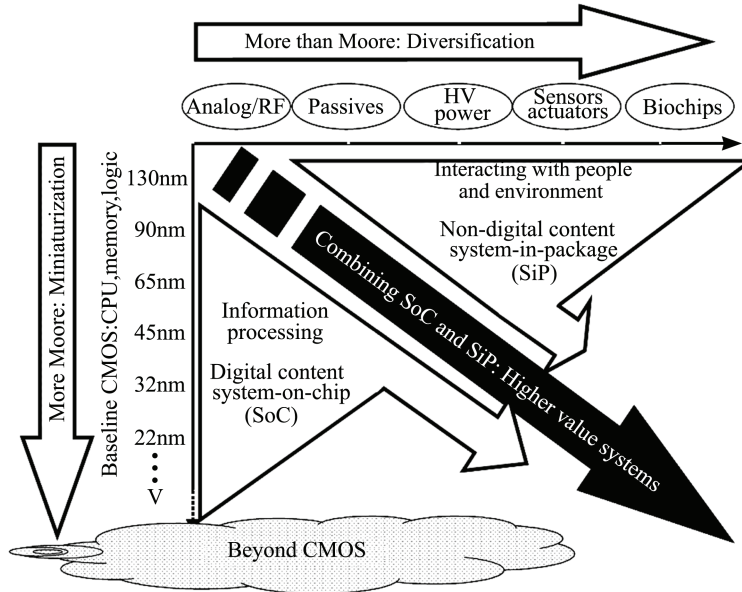 More than Moore: Diversification
Analog/RF
Passives
HV
power
Sensors
actuators
Biochips
More Moore: Miniaturization
Baseline CMOS:CPU,memory,logic
130nm
90nm
65nm
45nm
32nm
22nm
V
Interacting with people
and environment
Non-digital content
system-in-package
(SiP)
Combining SoC and SiP: Higher value systems
Information
processing
Digital content
system-on-chip
(SoC)
Beyond CMOS